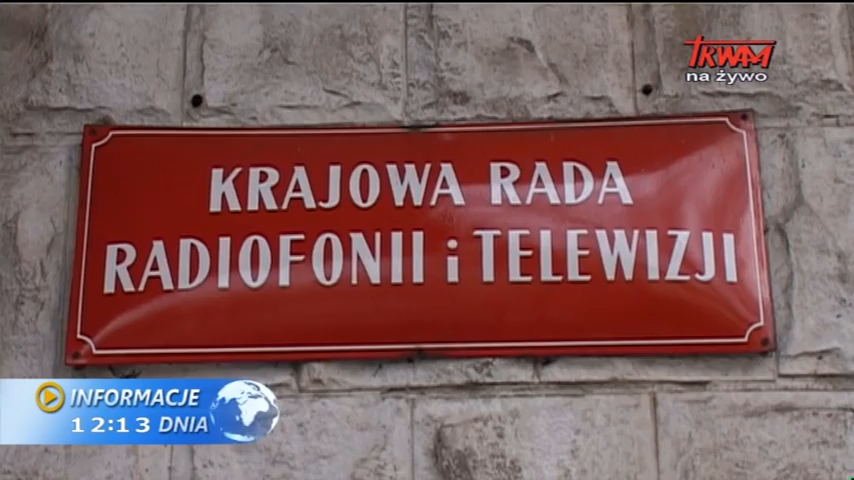 TRWAM
na żywo
KRAJOWA RADA
RADIOFONII i TELEWIZJI
INFORMACJE
12:13 DNIA